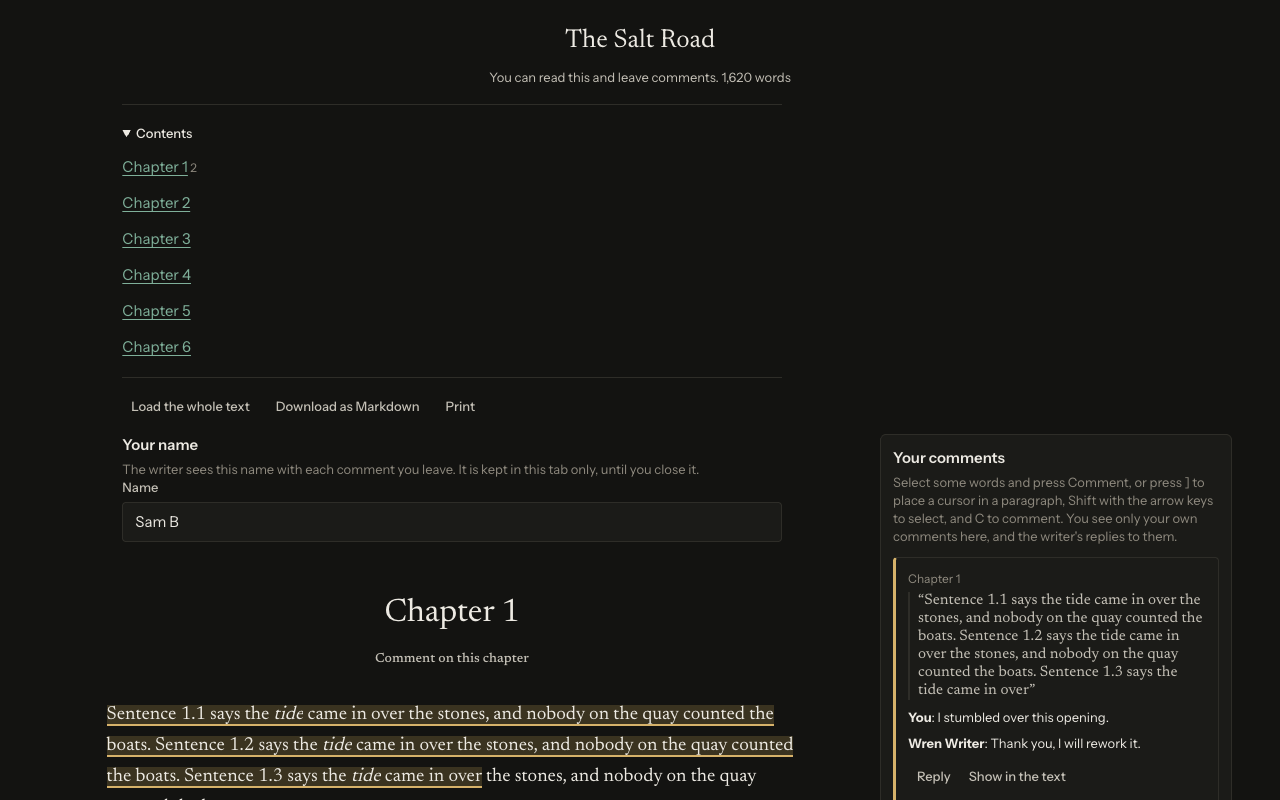 The Salt Road
You can read this and leave comments. 1,620 words
▼ Contents
Chapter 1 2
Chapter 2
Chapter 3
Chapter 4
Chapter 5
Chapter 6
Load the whole text Download as Markdown Print
Your name
The writer sees this name with each comment you leave. It is kept in this tab only, until you close it.
Name
Sam B
Chapter 1
Comment on this chapter
Sentence 1.1 says the tide came in over the stones, and nobody on the quay counted the
boats. Sentence 1.2 says the tide came in over the stones, and nobody on the quay counted
the boats. Sentence 1.3 says the tide came in over the stones, and nobody on the quay
Your comments
Select some words and press Comment, or press ] to
place a cursor in a paragraph, Shift with the arrow keys
to select, and C to comment. You see only your own
comments here, and the writer's replies to them.
Chapter 1
“Sentence 1.1 says the tide came in over the
stones, and nobody on the quay counted the
boats. Sentence 1.2 says the tide came in
over the stones, and nobody on the quay
counted the boats. Sentence 1.3 says the
tide came in over”
You: I stumbled over this opening.
Wren Writer: Thank you, I will rework it.
Reply Show in the text